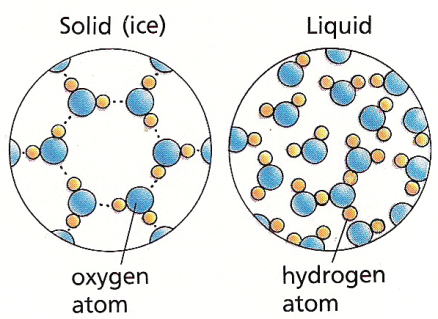 Solid (ice)
Liquid
oxygen
atom
hydrogen
atom